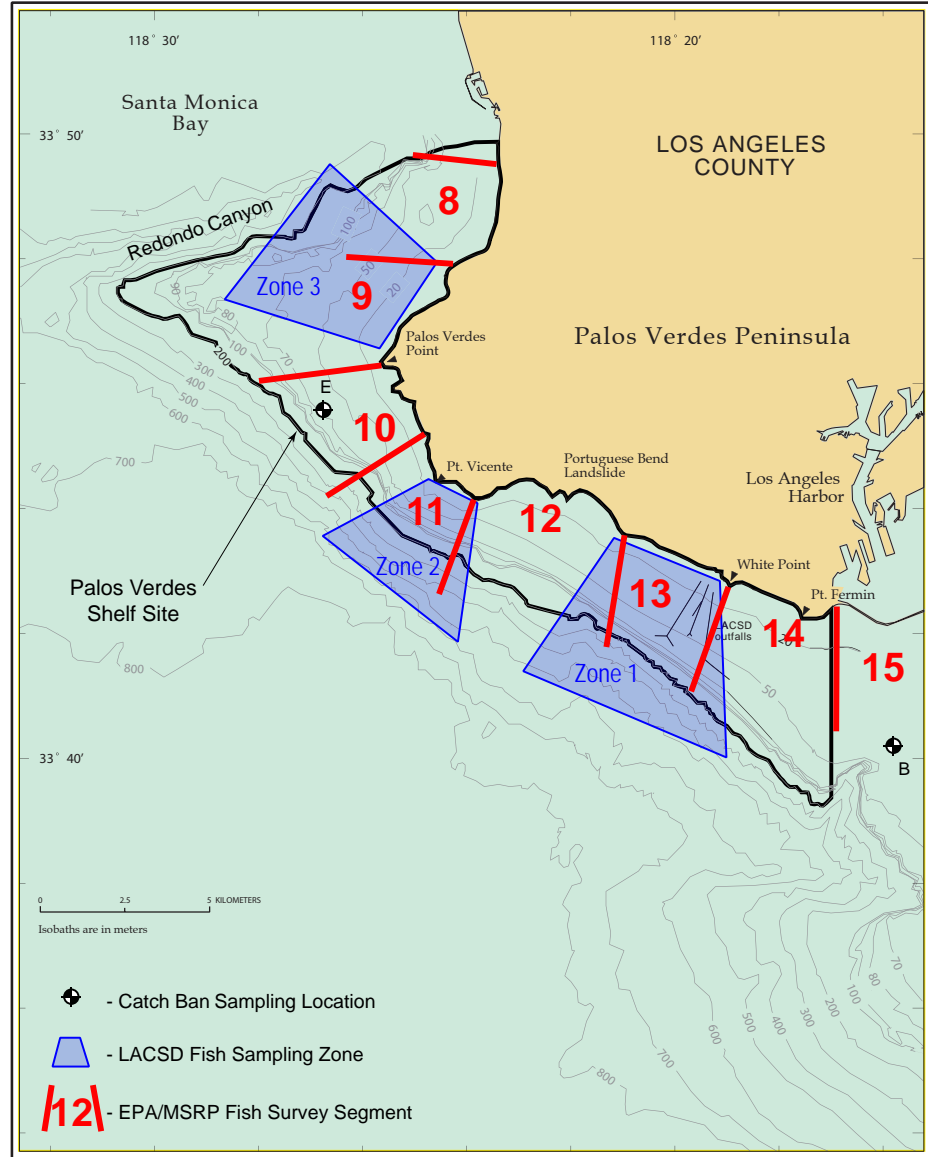 118° 30'
118° 20'
Santa Monica
Bay
33° 50'
LOS ANGELES
COUNTY
8
Redondo Canyon
100
Zone 3
50
9
20
90
80
70
100
200
300
400
500
600
700
Palos Verdes
Point
Palos Verdes Peninsula
E
10
Pt. Vicente
Portuguese Bend
Landslide
Los Angeles
Harbor
11
12
Zone 2
White Point
13
Pt. Fermin
Palos Verdes
Shelf Site
LACSD
outfalls
14
15
Zone 1
50
800
33° 40'
B
0 2.5 5 KILOMETERS
Isobaths are in meters
70
80
90
100
200
300
400
500
600
700
800
- Catch Ban Sampling Location
- LACSD Fish Sampling Zone
12 - EPA/MSRP Fish Survey Segment